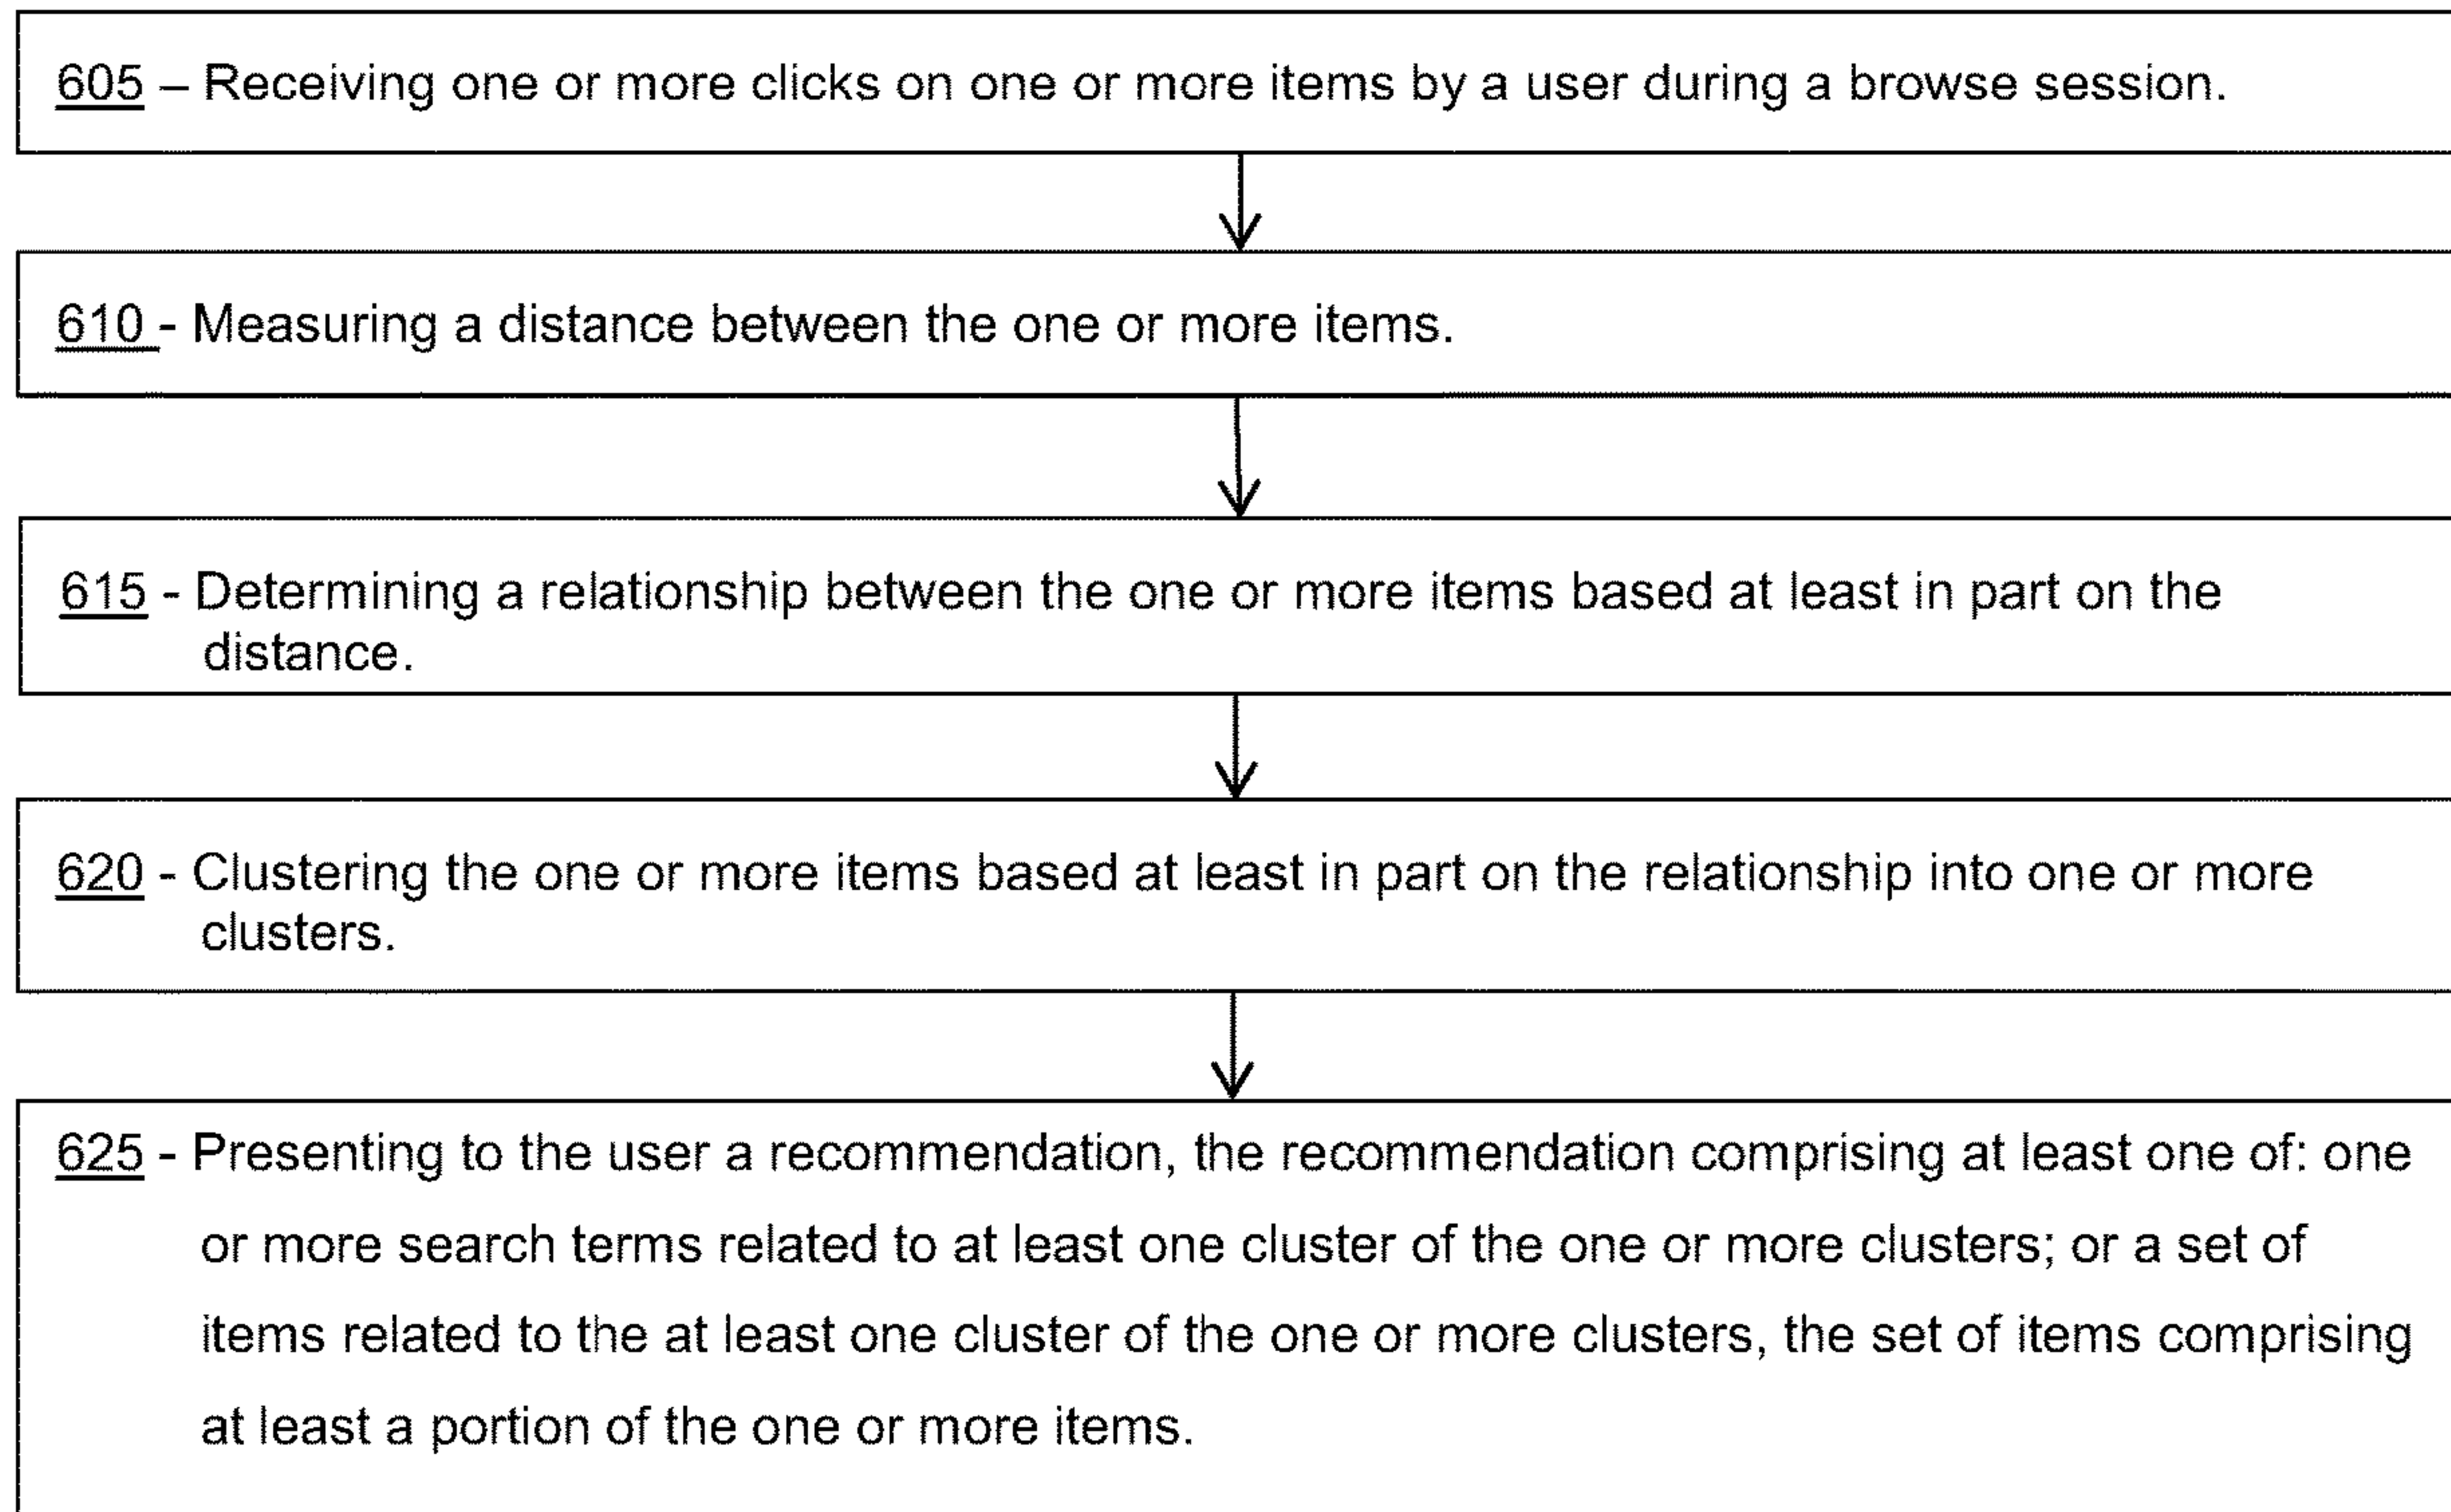 605 – Receiving one or more clicks on one or more items by a user during a browse session.
610 - Measuring a distance between the one or more items.
615 - Determining a relationship between the one or more items based at least in part on the
distance.
620 - Clustering the one or more items based at least in part on the relationship into one or more
clusters.
625 - Presenting to the user a recommendation, the recommendation comprising at least one of: one
or more search terms related to at least one cluster of the one or more clusters; or a set of
items related to the at least one cluster of the one or more clusters, the set of items comprising
at least a portion of the one or more items.